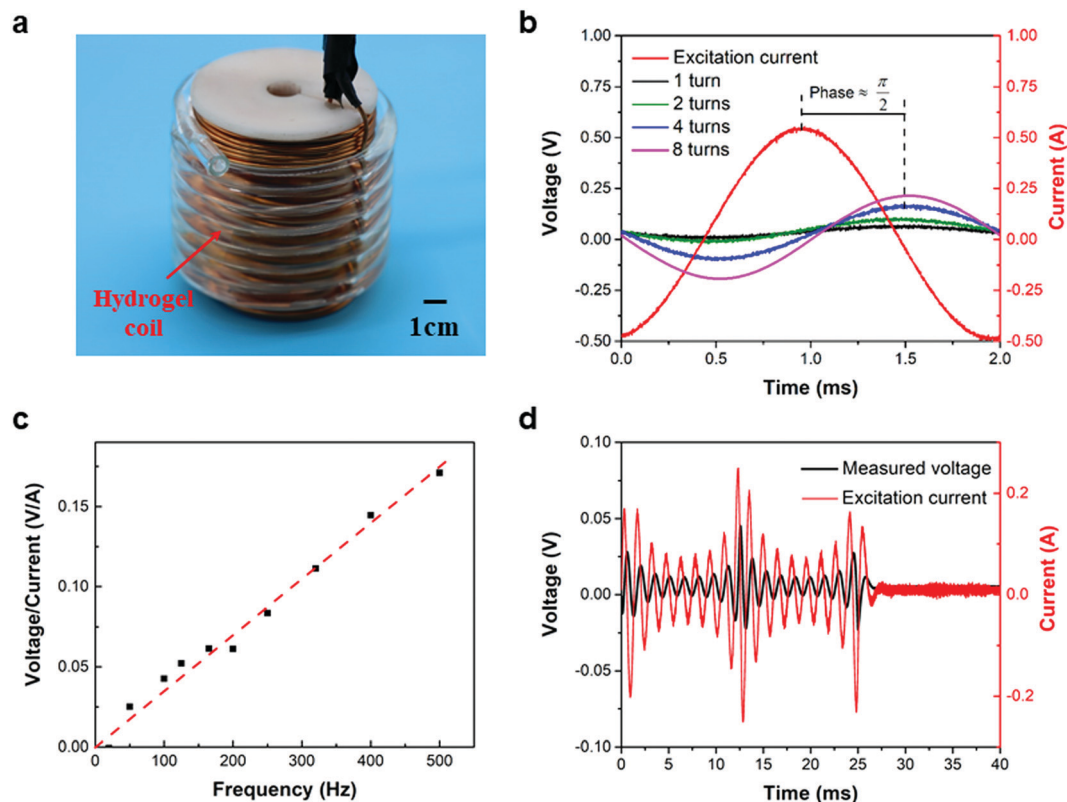 a
Hydrogel
coil
1cm
b
Voltage (V)
1.00
0.75
0.50
0.25
0.00
-0.25
-0.50
Excitation current
1 turn
2 turns
4 turns
8 turns
Phase ≈ π/2
1.00
0.75
0.50
0.25
0.00
-0.25
-0.50
Current (A)
0.0 0.5 1.0 1.5 2.0
Time (ms)
c
Voltage/Current (V/A)
0.15
0.10
0.05
0.00
0 100 200 300 400 500
Frequency (Hz)
d
Voltage (V)
0.10
0.05
0.00
-0.05
-0.10
Measured voltage
Excitation current
0.2
0.0
-0.2
Current (A)
0 5 10 15 20 25 30 35 40
Time (ms)